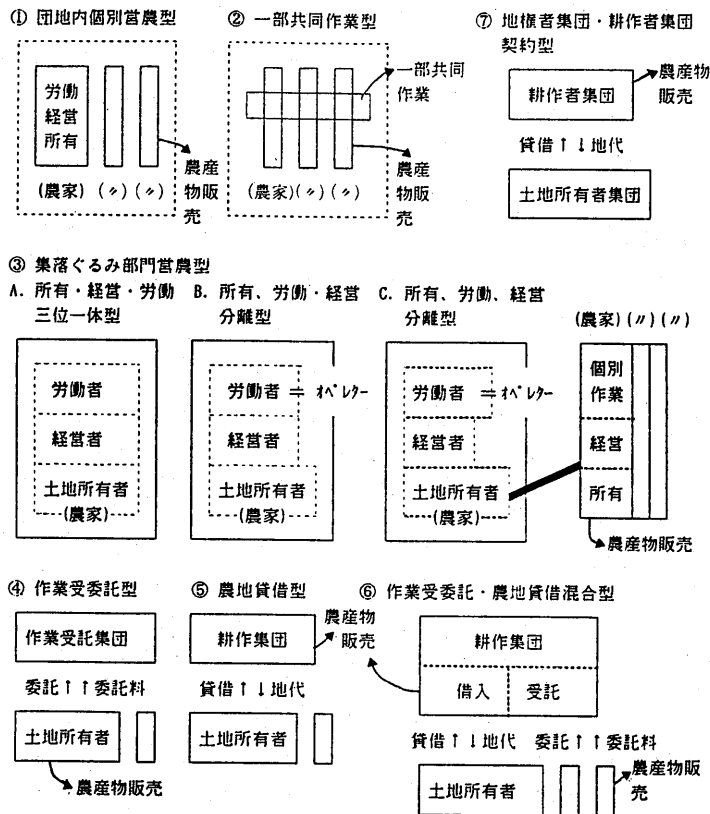 ① 団地内個別営農型
労働
経営
所有
農産
物販
売
(農家) (〃) (〃)
② 一部共同作業型
一部共同
作業
農産
物販
売
(農家)(〃)(〃)
⑦ 地権者集団・耕作者集団
契約型
耕作者集団
農産物
販売
貸借↑↓地代
土地所有者集団
③ 集落ぐるみ部門営農型
A. 所有・経営・労働
三位一体型
労働者
経営者
土地所有者
(農家)
B. 所有、労働・経営
分離型
労働者 = オペレター
経営者
土地所有者
(農家)
C. 所有、労働、経営
分離型
労働者 = オペレター
経営者
土地所有者
(農家)
(農家)(〃)(〃)
個別
作業
経営
所有
農産物販売
④ 作業受委託型
作業受託集団
委託↑↑委託料
土地所有者
農産物販売
⑤ 農地貸借型
耕作集団
農産物
販売
貸借↑↓地代
土地所有者
⑥ 作業受委託・農地貸借混合型
耕作集団
借入
受託
貸借↑↓地代 委託↑↑委託料
土地所有者
農産物販
売